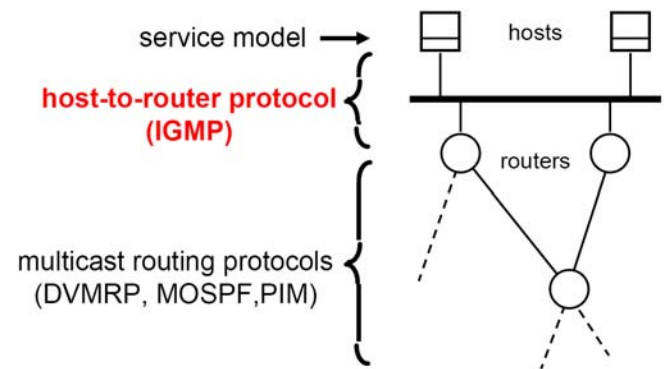 service model
hosts
host-to-router protocol
(IGMP)
routers
multicast routing protocols
(DVMRP, MOSPF,PIM)